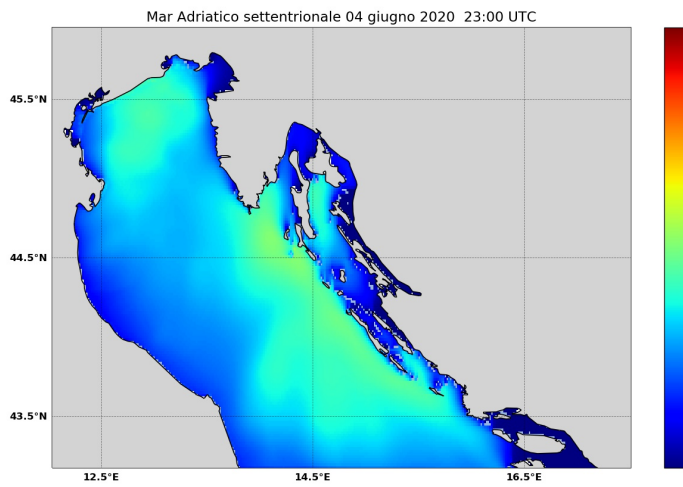 Mar Adriatico settentrionale 04 giugno 2020  23:00 UTC
45.5°N
44.5°N
43.5°N
12.5°E 14.5°E 16.5°E